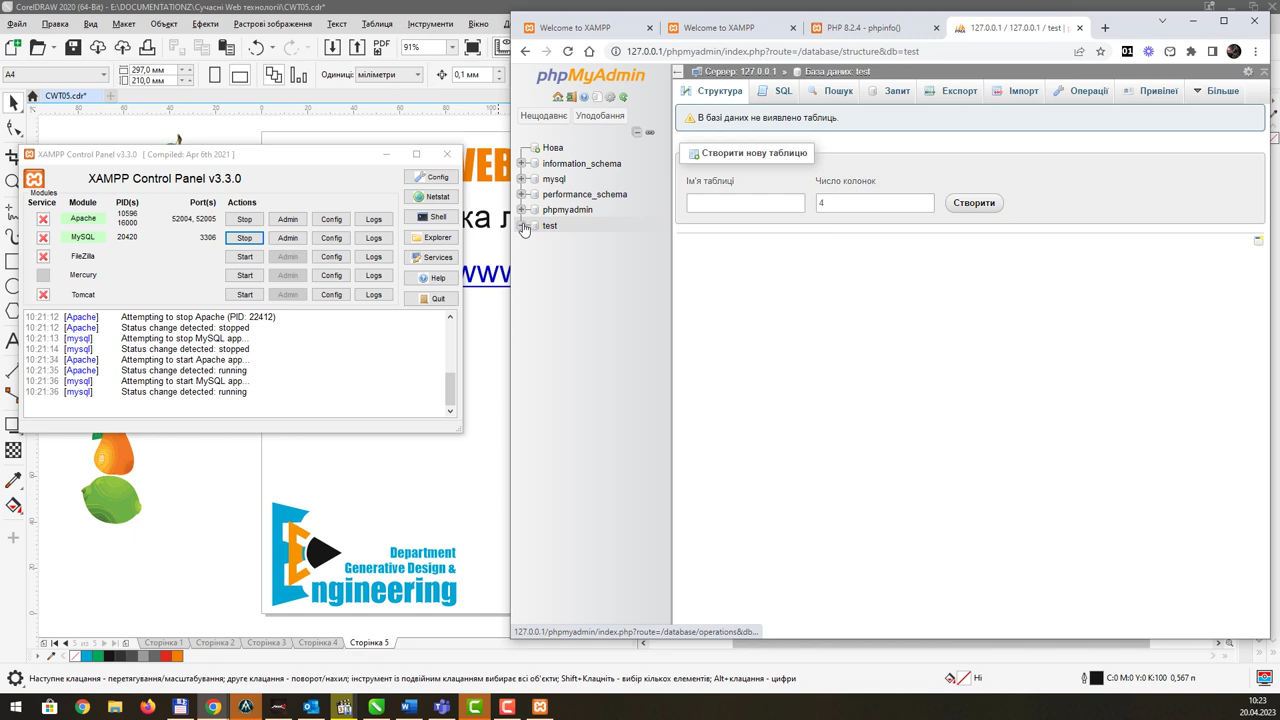 CorelDRAW 2020 (64-Bit) - E:\DOCUMENTATIONZ\Сучасні Web технології\CWT05.cdr*
Файл
Правка
Вид
Макет
Объект
Таблиця
Інструменти
91%
PDF
A4
297,0 мм
210,0 мм
Одиници: міліметри
0,1 мм
CWT05.cdr*
WEB
ка л
www
XAMPP Control Panel v3.3.0 [ Compiled: Apr 6th 2021 ]
XAMPP Control Panel v3.3.0
Modules
Service Module PID(s) Port(s) Actions
Apache 10596 16000 52004, 52005 Stop Admin Config Logs
MySQL 20420 3306 Stop Admin Config Logs
FileZilla Start Admin Config Logs
Mercury Start Admin Config Logs
Tomcat Start Admin Config Logs
Config
Netstat
Shell
Explorer
Services
Help
Quit
10:21:12 [Apache] Attempting to stop Apache (PID: 22412)
10:21:12 [Apache] Status change detected: stopped
10:21:13 [mysql] Attempting to stop MySQL app...
10:21:14 [mysql] Status change detected: stopped
10:21:34 [Apache] Attempting to start Apache app...
10:21:35 [Apache] Status change detected: running
10:21:36 [mysql] Attempting to start MySQL app...
10:21:36 [mysql] Status change detected: running
Department
Generative Design &
Engineering
Welcome to XAMPP
Welcome to XAMPP
PHP 8.2.4 - phpinfo()
127.0.0.1 / 127.0.0.1 / test |
127.0.0.1/phpmyadmin/index.php?route=/database/structure&db=test
phpMyAdmin
Нещодавнє Уподобання
Нова
information_schema
mysql
performance_schema
phpmyadmin
test
Сервер: 127.0.0.1 » База даних: test
Структура SQL Пошук Запит Експорт Імпорт Операції Привілеї Більше
В базі даних не виявлено таблиць.
Створити нову таблицю
Ім'я таблиці Число колонок
4 Створити
127.0.0.1/phpmyadmin/index.php?route=/database/operations&db...
5 із 5
Сторінка 1 Сторінка 2 Сторінка 3 Сторінка 4 Сторінка 5
Наступне клацання - перетягування/масштабування; друге клацання - поворот/нахил; інструмент із подвійним клацанням вибирає всі об'єкти; Shift+Клацніть - вибір кількох елементів; Alt+клацання - цифри
Ні
C:0 M:0 Y:0 K:100 0,567 п
10:23
20.04.2023